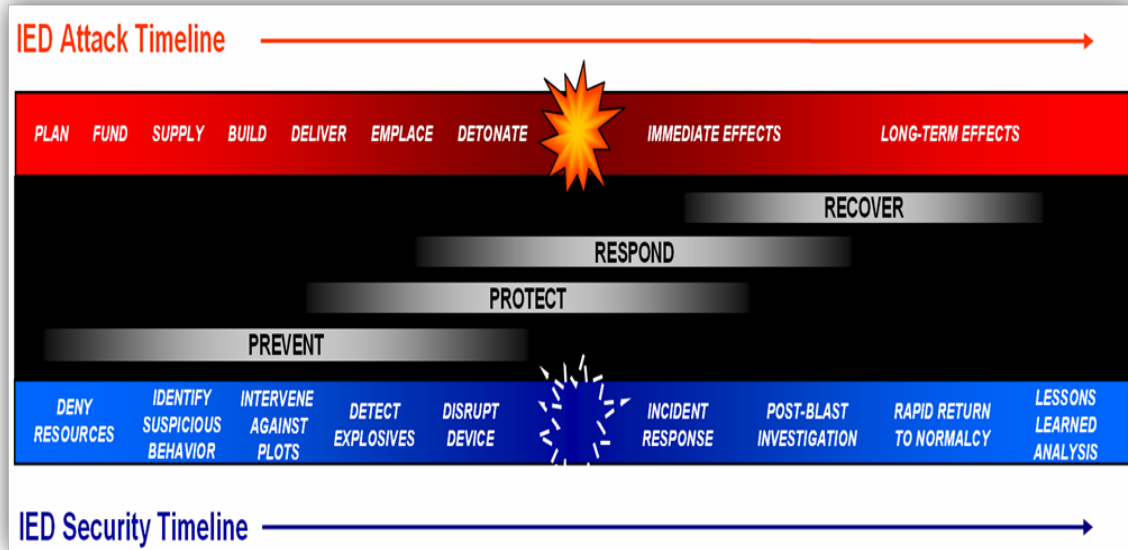 IED Attack Timeline
PLAN FUND SUPPLY BUILD DELIVER EMPLACE DETONATE IMMEDIATE EFFECTS LONG-TERM EFFECTS
RECOVER
RESPOND
PROTECT
PREVENT
DENY
RESOURCES
IDENTIFY
SUSPICIOUS
BEHAVIOR
INTERVENE
AGAINST
PLOTS
DETECT
EXPLOSIVES
DISRUPT
DEVICE
INCIDENT
RESPONSE
POST-BLAST
INVESTIGATION
RAPID RETURN
TO NORMALCY
LESSONS
LEARNED
ANALYSIS
IED Security Timeline